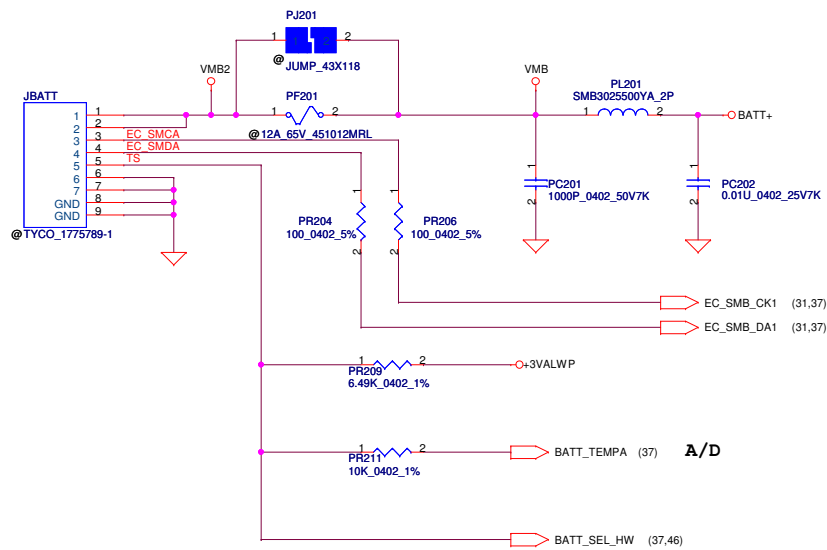 PJ201
1 1 2 2
@ JUMP_43X118
VMB2
VMB
PL201
SMB3025500YA_2P
JBATT
PF201
1 2
1 2
BATT+
@12A_65V_451012MRL
1 1
2 2
3 3 EC_SMCA
4 4 EC_SMDA
5 5 TS
6 6
7 7
GND 8
GND 9
@TYCO_1775789-1
1
PC201
1000P_0402_50V7K
2
1
PC202
0.01U_0402_25V7K
2
1
PR204
100_0402_5%
2
1
PR206
100_0402_5%
2
EC_SMB_CK1 (31,37)
EC_SMB_DA1 (31,37)
1 2
PR209
6.49K_0402_1%
+3VALWP
1 2
PR211
10K_0402_1%
BATT_TEMPA (37) A/D
BATT_SEL_HW (37,46)